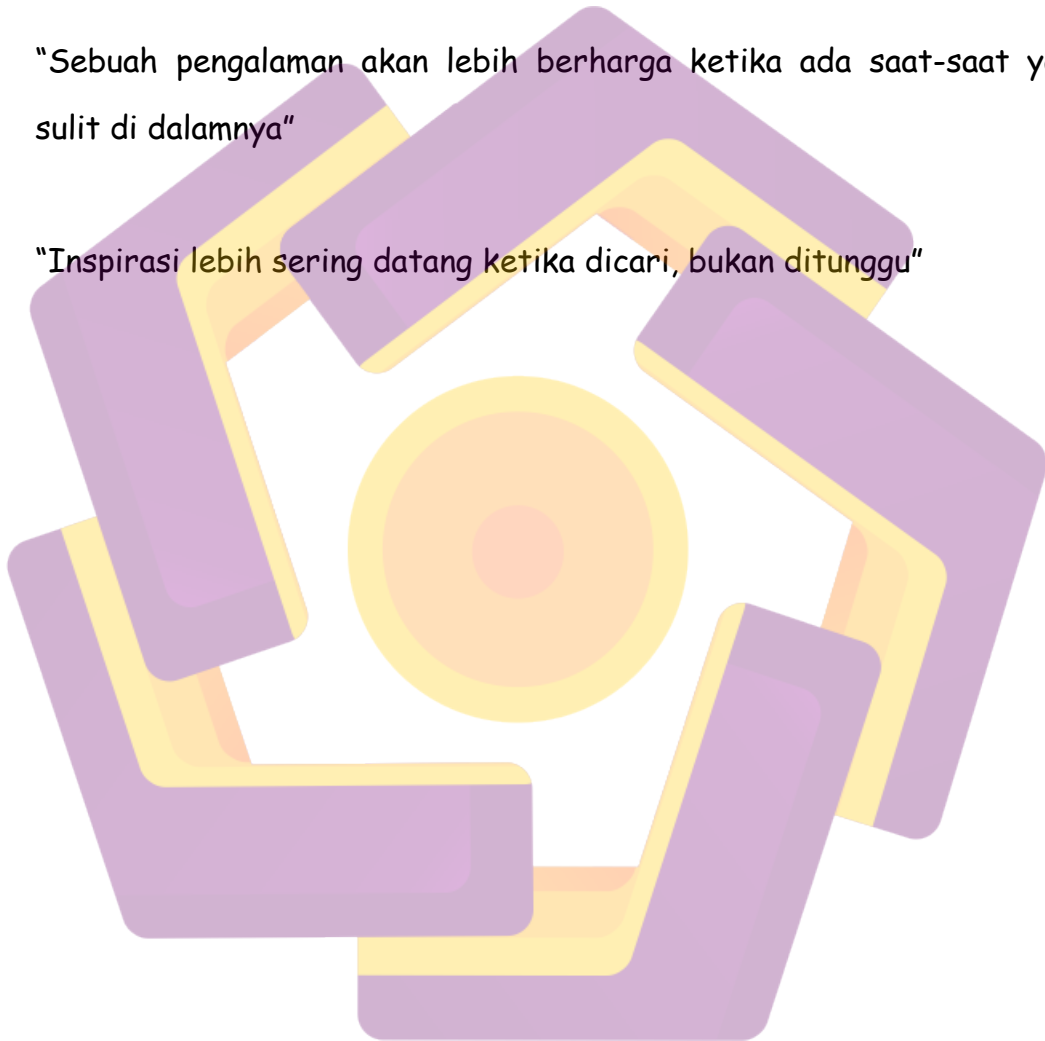 “Sebuah pengalaman akan lebih berharga ketika ada saat-saat
sulit di dalamnya”
“Inspirasi lebih sering datang ketika dicari, bukan ditunggu”